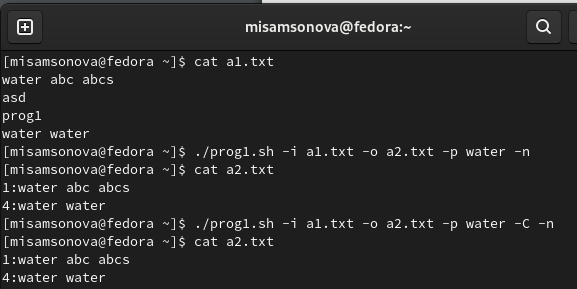 misamsonova@fedora:~
[misamsonova@fedora ~]$ cat a1.txt
water abc abcs
asd
prog1
water water
[misamsonova@fedora ~]$ ./prog1.sh -i a1.txt -o a2.txt -p water -n
[misamsonova@fedora ~]$ cat a2.txt
1:water abc abcs
4:water water
[misamsonova@fedora ~]$ ./prog1.sh -i a1.txt -o a2.txt -p water -C -n
[misamsonova@fedora ~]$ cat a2.txt
1:water abc abcs
4:water water